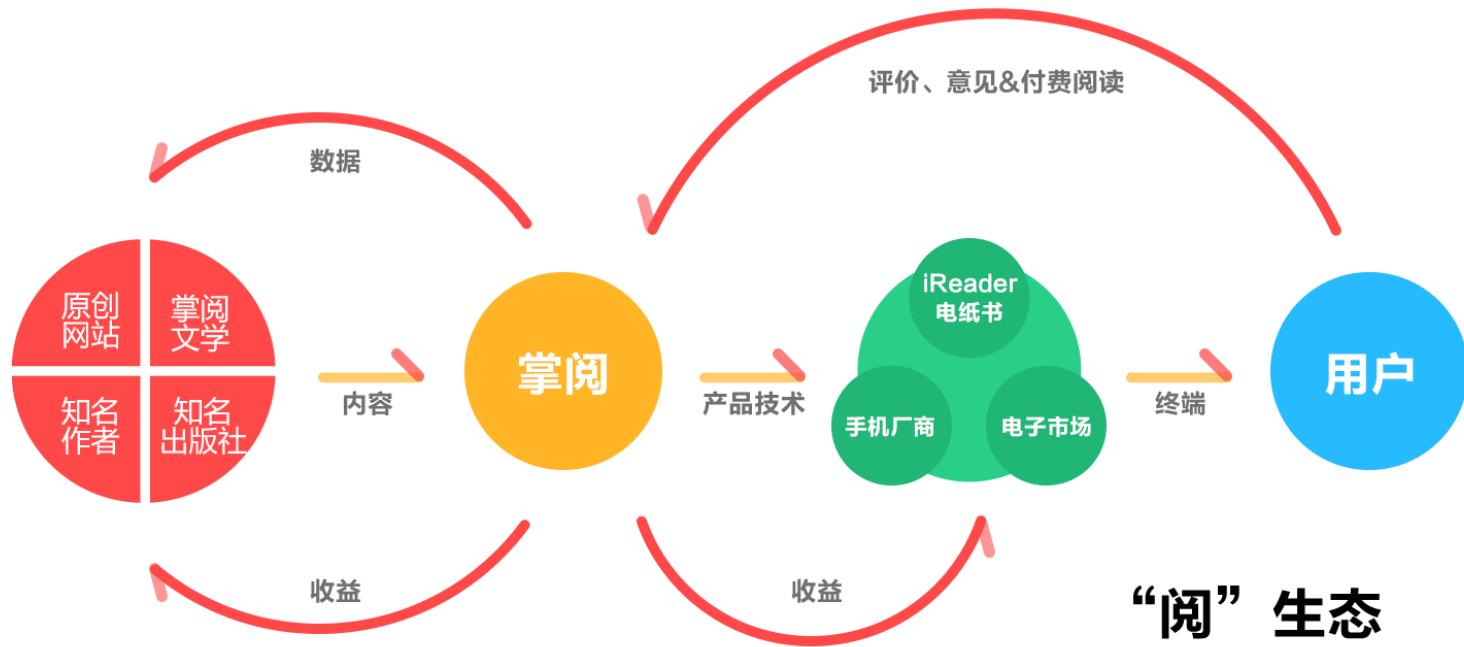 评价、意见&付费阅读
数据
原创
网站
掌阅
文学
知名
作者
知名
出版社
内容
掌阅
产品技术
iReader
电纸书
手机厂商
电子市场
终端
用户
收益
收益
“阅”生态